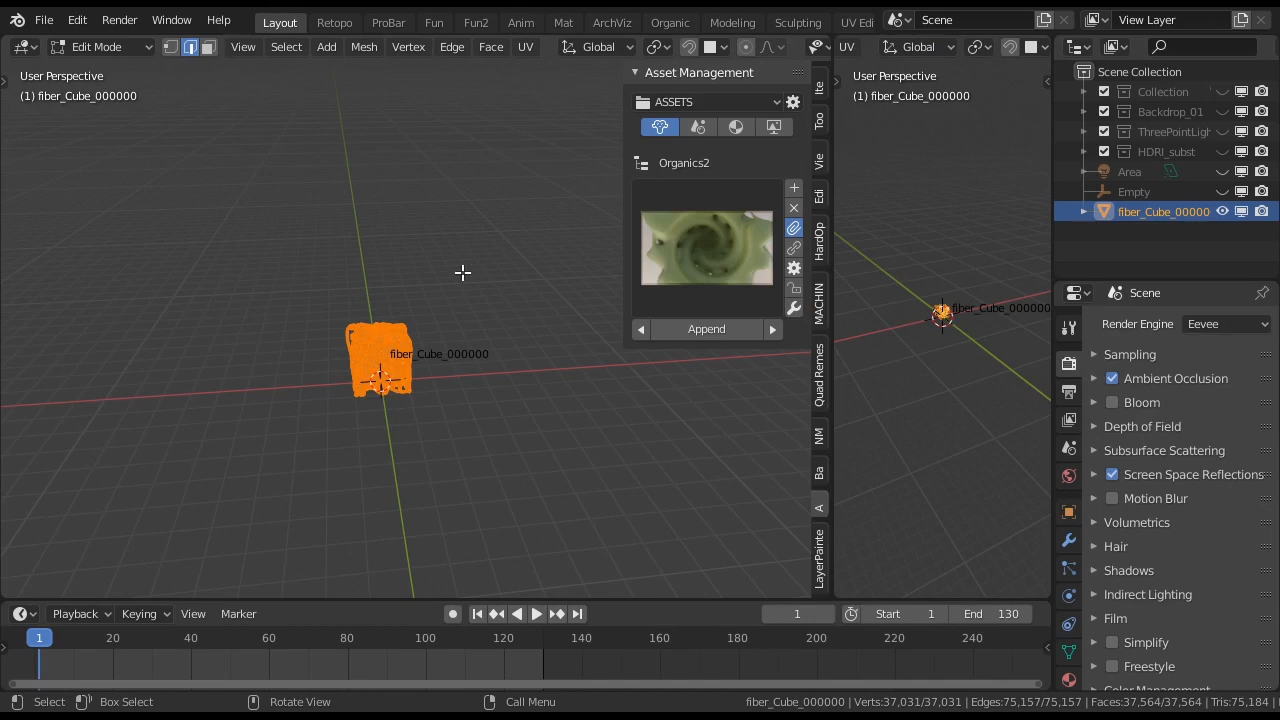 File Edit Render Window Help Layout Retopo ProBar Fun Fun2 Anim Mat ArchViz Organic Modeling Sculpting UV Edi Scene View Layer
Edit Mode View Select Add Mesh Vertex Edge Face UV Global UV Global
User Perspective
(1) fiber_Cube_000000
fiber_Cube_000000
Asset Management
ASSETS
Organics2
Append
Ite
Too
Vie
Edi
HardOp
MACHIN
Quad Remes
NM
Ba
A
LayerPainte
User Perspective
(1) fiber_Cube_000000
fiber_Cube_000000
Scene Collection
Collection
Backdrop_01
ThreePointLigh
HDRI_subst
Area
Empty
fiber_Cube_00000
Scene
Render Engine Eevee
Sampling
Ambient Occlusion
Bloom
Depth of Field
Subsurface Scattering
Screen Space Reflections
Motion Blur
Volumetrics
Hair
Shadows
Indirect Lighting
Film
Simplify
Freestyle
Playback Keying View Marker 1 Start 1 End 130
1 20 40 60 80 100 120 140 160 180 200 220 240
Select Box Select Rotate View Call Menu fiber_Cube_000000 | Verts:37,031/37,031 | Edges:75,157/75,157 | Faces:37,564/37,564 | Tris:75,184 |